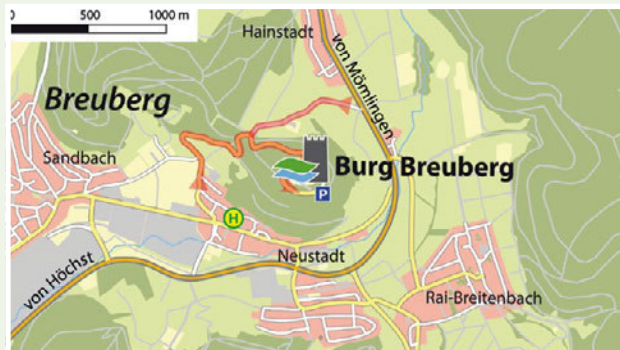 0 500 1000 m
Hainstadt
von Mömlingen
Breuberg
Sandbach
Burg Breuberg
P
H
Neustadt
von Höchst
Rai-Breitenbach